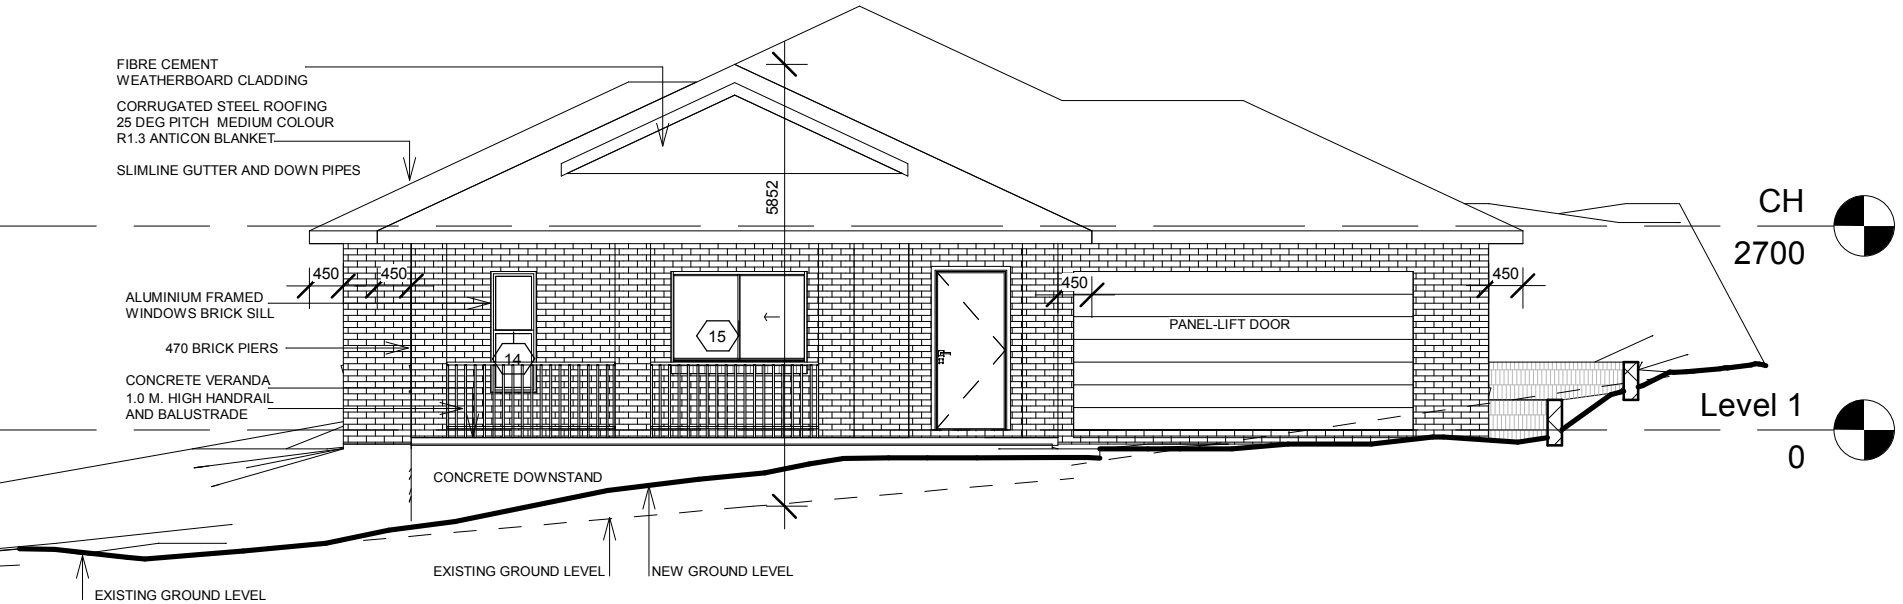 FIBRE CEMENT
WEATHERBOARD CLADDING
CORRUGATED STEEL ROOFING
25 DEG PITCH MEDIUM COLOUR
R1.3 ANTICON BLANKET
SLIMLINE GUTTER AND DOWN PIPES
5852
CH
2700
450
450
450
450
ALUMINIUM FRAMED
WINDOWS BRICK SILL
15
PANEL-LIFT DOOR
470 BRICK PIERS
14
CONCRETE VERANDA
1.0 M. HIGH HANDRAIL
AND BALUSTRADE
Level 1
0
CONCRETE DOWNSTAND
EXISTING GROUND LEVEL
NEW GROUND LEVEL
EXISTING GROUND LEVEL